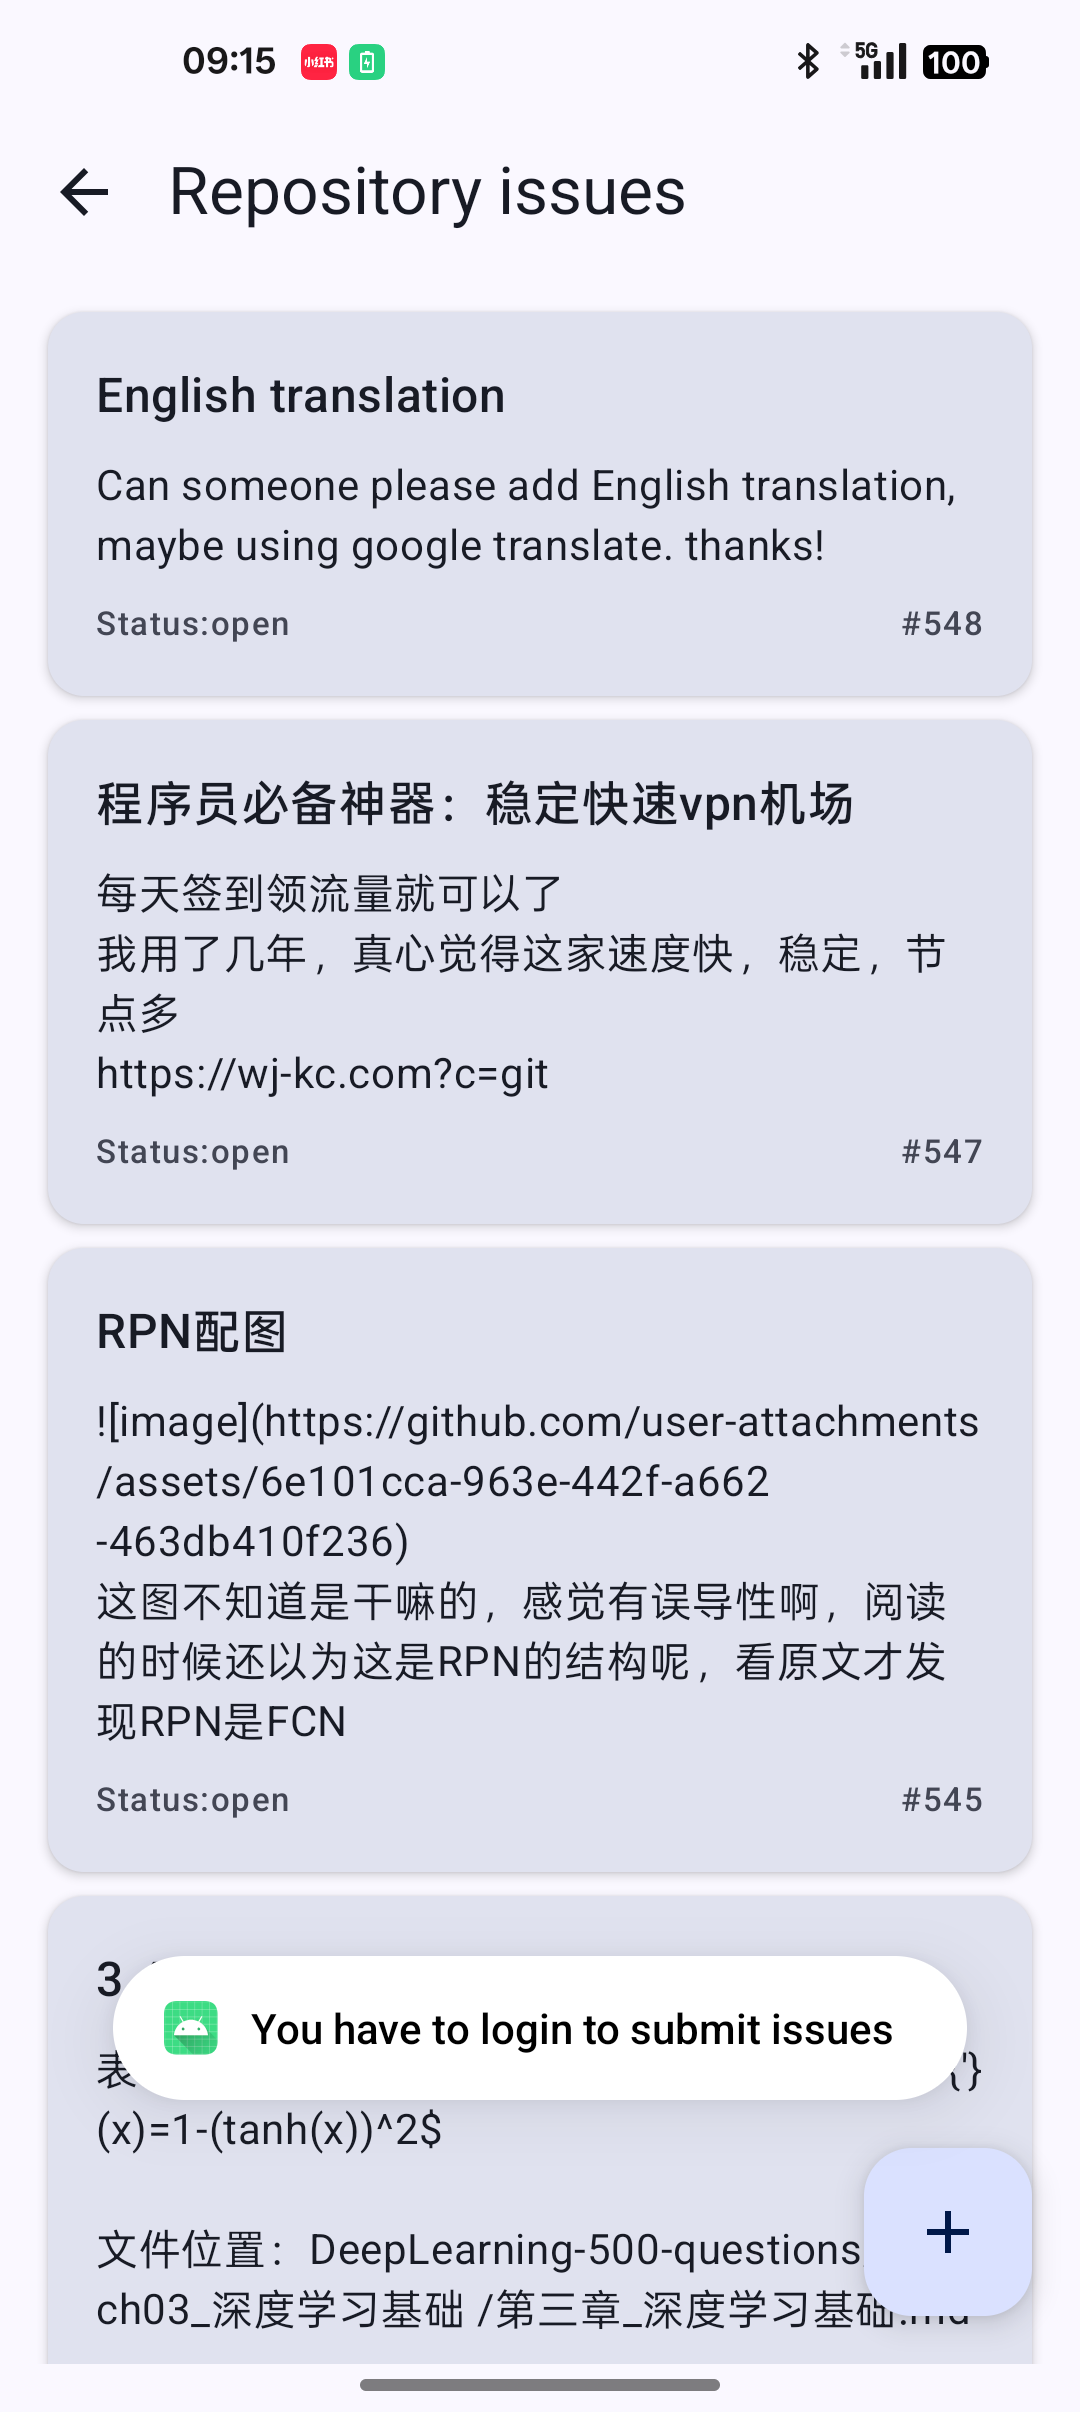 09:15
小红书
5G
100
Repository issues
English translation
Can someone please add English translation,
maybe using google translate. thanks!
Status:open
#548
程序员必备神器：稳定快速vpn机场
每天签到领流量就可以了
我用了几年，真心觉得这家速度快，稳定，节
点多
https://wj-kc.com?c=git
Status:open
#547
RPN配图
![image](https://github.com/user-attachments
/assets/6e101cca-963e-442f-a662
-463db410f236)
这图不知道是干嘛的，感觉有误导性啊，阅读
的时候还以为这是RPN的结构呢，看原文才发
现RPN是FCN
Status:open
#545
3
You have to login to submit issues
表
'}
(x)=1-(tanh(x))^2$
文件位置：DeepLearning-500-questions
ch03_深度学习基础 /第三章_深度学习基础.md